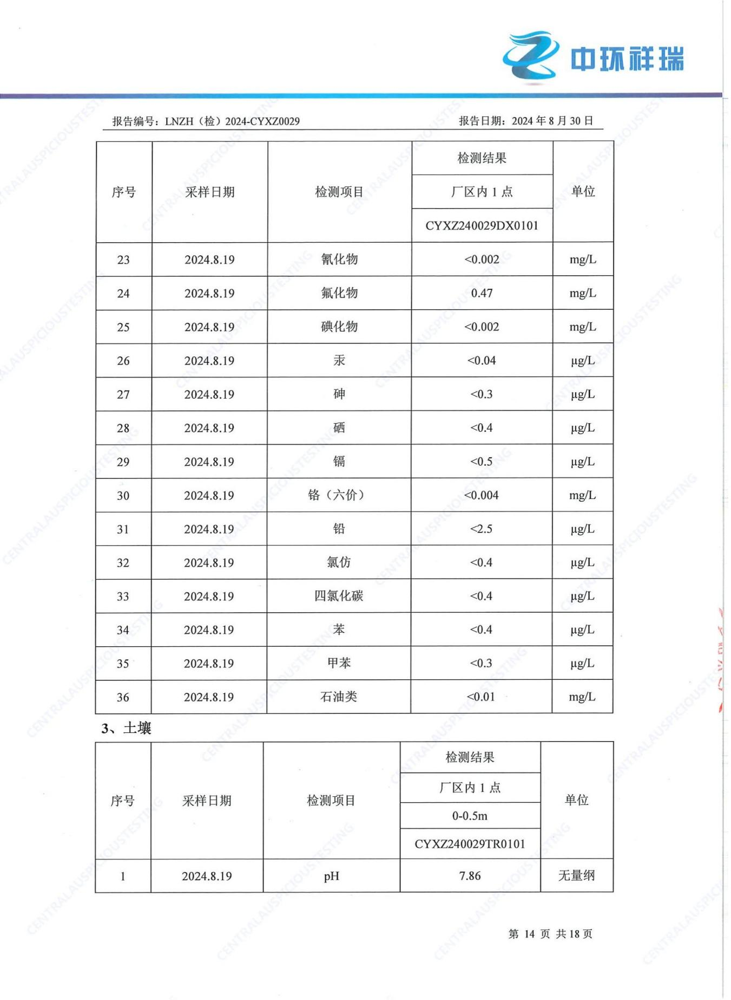 中环祥瑞
报告编号：LNZH（检）2024-CYXZ0029 报告日期：2024 年 8 月 30 日
序号 采样日期 检测项目 检测结果 单位
厂区内 1 点
CYXZ240029DX0101
23 2024.8.19 氰化物 <0.002 mg/L
24 2024.8.19 氟化物 0.47 mg/L
25 2024.8.19 碘化物 <0.002 mg/L
26 2024.8.19 汞 <0.04 μg/L
27 2024.8.19 砷 <0.3 μg/L
28 2024.8.19 硒 <0.4 μg/L
29 2024.8.19 镉 <0.5 μg/L
30 2024.8.19 铬（六价） <0.004 mg/L
31 2024.8.19 铅 <2.5 μg/L
32 2024.8.19 氯仿 <0.4 μg/L
33 2024.8.19 四氯化碳 <0.4 μg/L
34 2024.8.19 苯 <0.4 μg/L
35 2024.8.19 甲苯 <0.3 μg/L
36 2024.8.19 石油类 <0.01 mg/L
3、土壤
序号 采样日期 检测项目 检测结果 单位
厂区内 1 点
0-0.5m
CYXZ240029TR0101
1 2024.8.19 pH 7.86 无量纲
第 14 页 共 18 页
CENTRALAUSPICIOUSTESTING